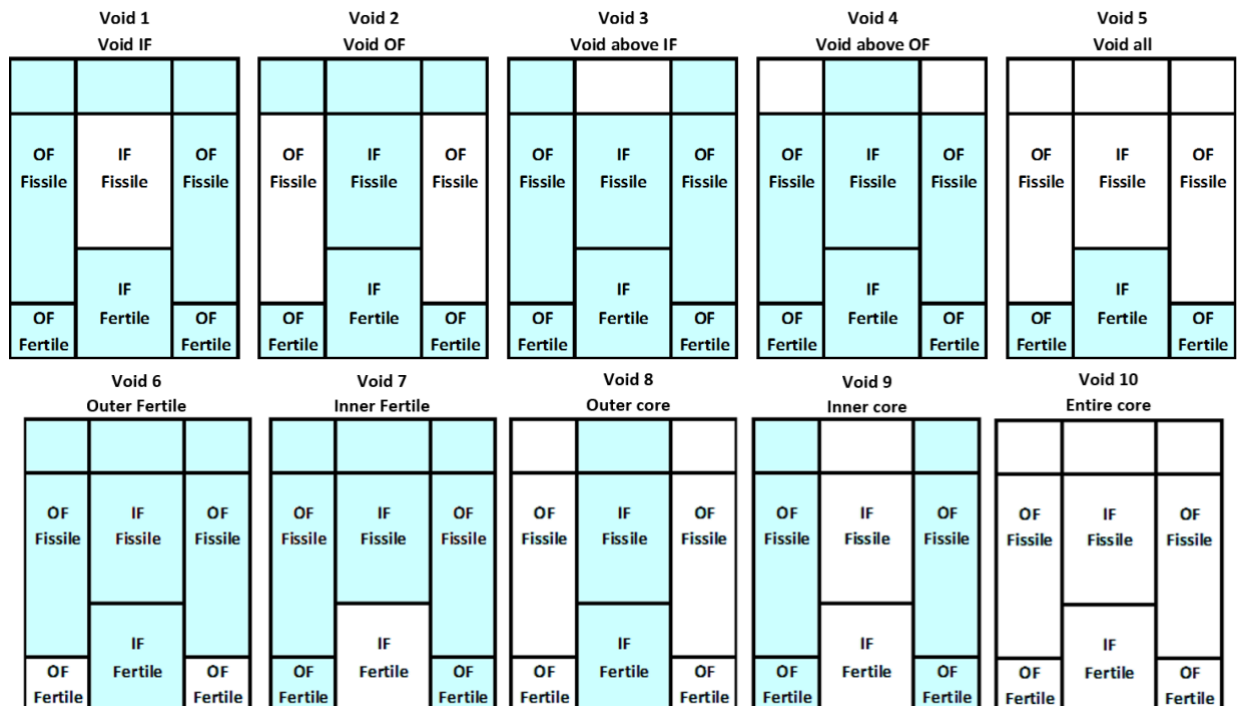 Void 1 Void 2 Void 3 Void 4 Void 5
Void IF Void OF Void above IF Void above OF Void all
OF IF OF OF IF OF OF IF OF OF IF OF OF IF OF
Fissile Fissile Fissile Fissile Fissile Fissile Fissile Fissile Fissile Fissile Fissile Fissile Fissile Fissile Fissile
IF IF IF IF IF
OF Fertile OF OF Fertile OF OF Fertile OF OF Fertile OF OF Fertile OF
Fertile Fertile Fertile Fertile Fertile Fertile Fertile Fertile Fertile Fertile
Void 6 Void 7 Void 8 Void 9 Void 10
Outer Fertile Inner Fertile Outer core Inner core Entire core
OF IF OF OF IF OF OF IF OF OF IF OF OF IF OF
Fissile Fissile Fissile Fissile Fissile Fissile Fissile Fissile Fissile Fissile Fissile Fissile Fissile Fissile Fissile
IF IF IF IF IF
OF Fertile OF OF Fertile OF OF Fertile OF OF Fertile OF OF Fertile OF
Fertile Fertile Fertile Fertile Fertile Fertile Fertile Fertile Fertile Fertile